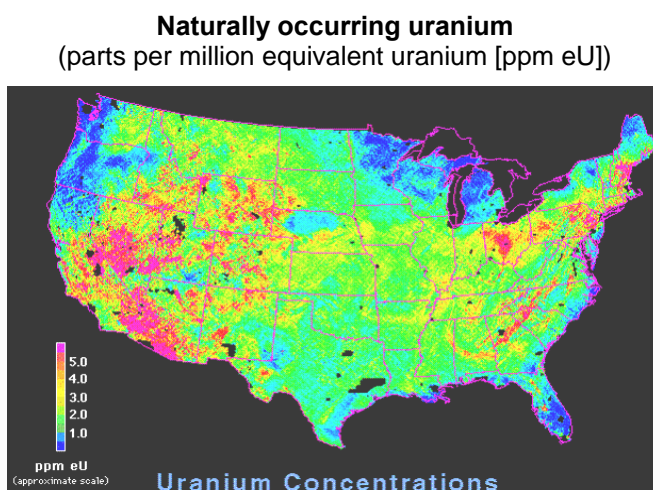 Naturally occurring uranium
(parts per million equivalent uranium [ppm eU])
5.0
4.0
3.0
2.0
1.0
ppm eU
(approximate scale)
Uranium Concentrations